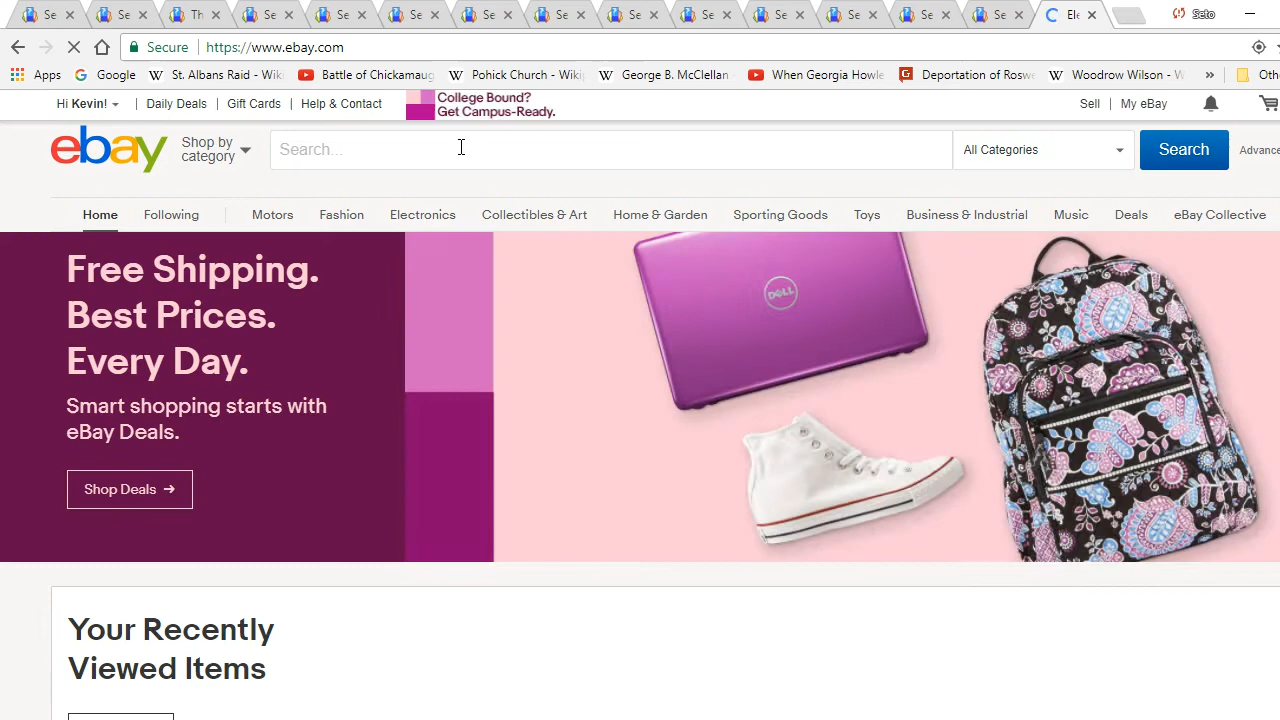 Se Se Th Se Se Se Se Se Se Se Se Se Se Se Ele Seto
Secure https://www.ebay.com
Apps Google St. Albans Raid - Wiki Battle of Chickamaug Pohick Church - Wikip George B. McClellan When Georgia Howle Deportation of Rosw Woodrow Wilson - W » Oth
Hi Kevin! Daily Deals Gift Cards Help & Contact College Bound? Sell My eBay
Get Campus-Ready.
ebay Shop by category Search... All Categories Search Advance
Home Following Motors Fashion Electronics Collectibles & Art Home & Garden Sporting Goods Toys Business & Industrial Music Deals eBay Collective
Free Shipping.
Best Prices.
Every Day.
Smart shopping starts with
eBay Deals.
Shop Deals →
DELL
Your Recently
Viewed Items